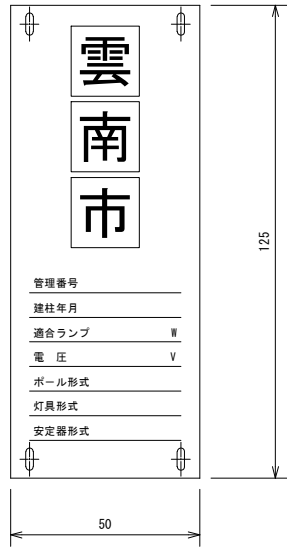 雲
南
市
管理番号
建柱年月
適合ランプ W
電 圧 V
ポール形式
灯具形式
安定器形式
125
50